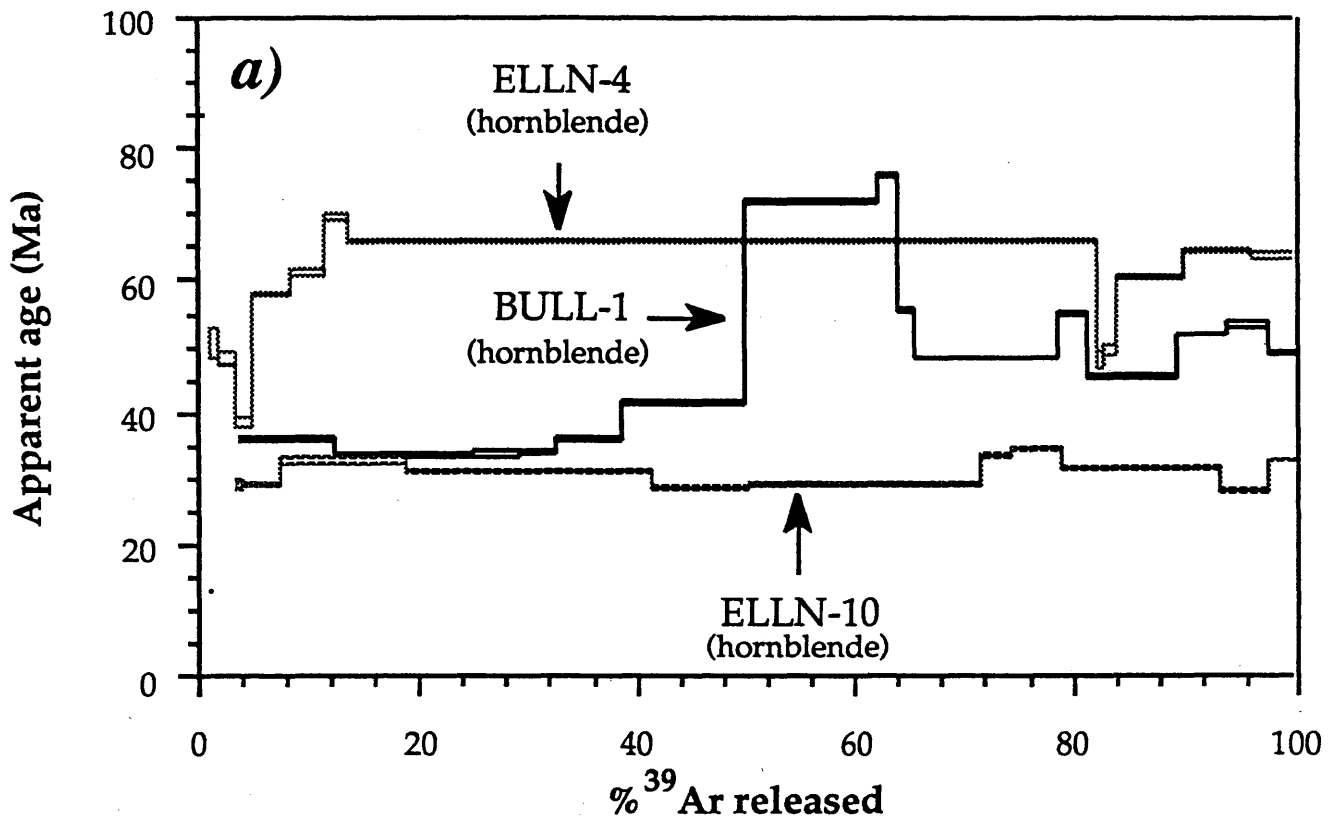 a)
100
80
60
40
20
0
Apparent age (Ma)
ELLN-4
(hornblende)
BULL-1
(hornblende)
ELLN-10
(hornblende)
0 20 40 60 80 100
% ³⁹Ar released